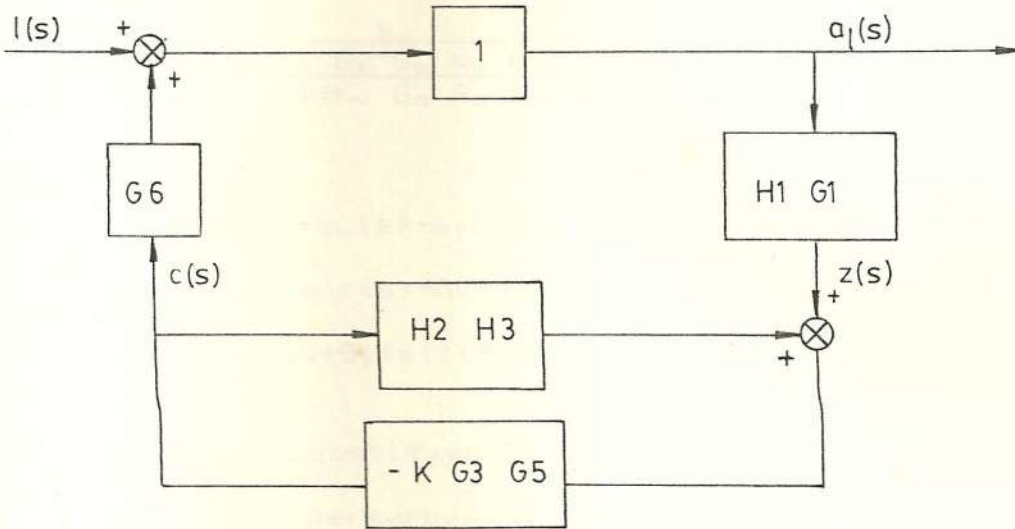 l(s)
+
+
1
a_l(s)
G6
H1 G1
c(s)
z(s)
+
H2 H3
+
- K G3 G5